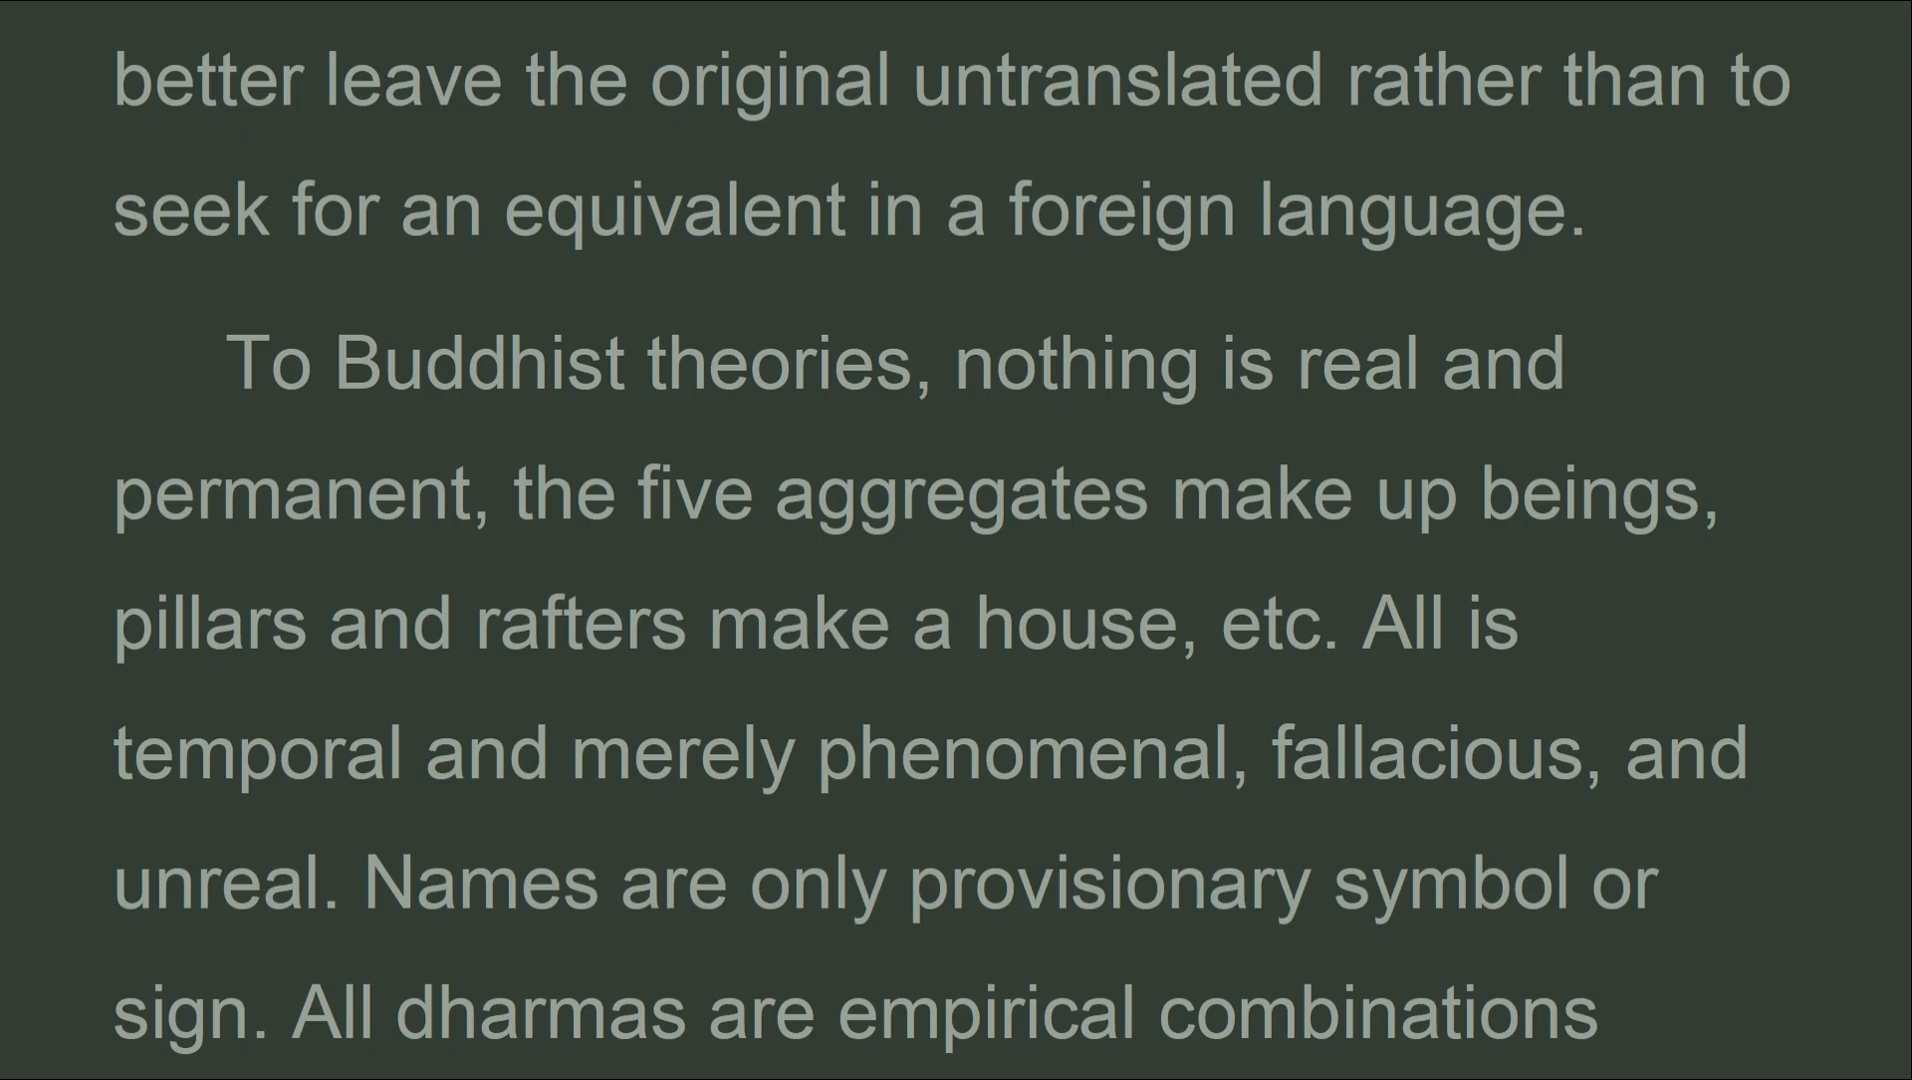 better leave the original untranslated rather than to
seek for an equivalent in a foreign language.
To Buddhist theories, nothing is real and
permanent, the five aggregates make up beings,
pillars and rafters make a house, etc. All is
temporal and merely phenomenal, fallacious, and
unreal. Names are only provisionary symbol or
sign. All dharmas are empirical combinations